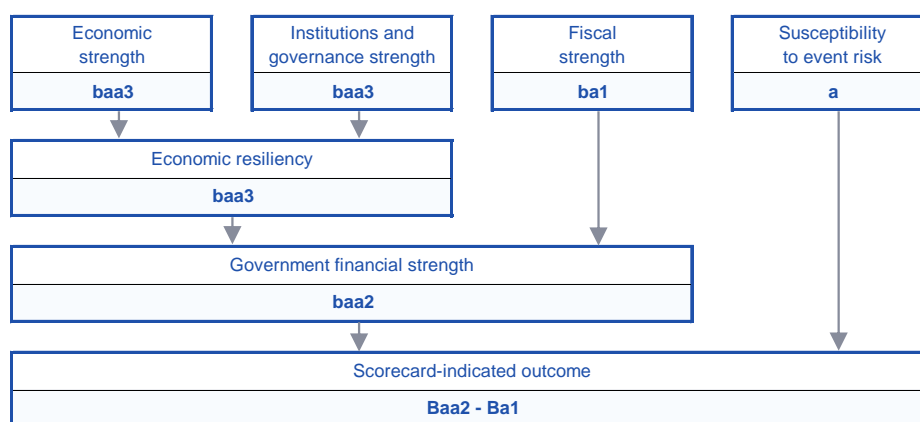 Economic
strength
baa3
Institutions and
governance strength
baa3
Fiscal
strength
ba1
Susceptibility
to event risk
a
Economic resiliency
baa3
Government financial strength
baa2
Scorecard-indicated outcome
Baa2 - Ba1